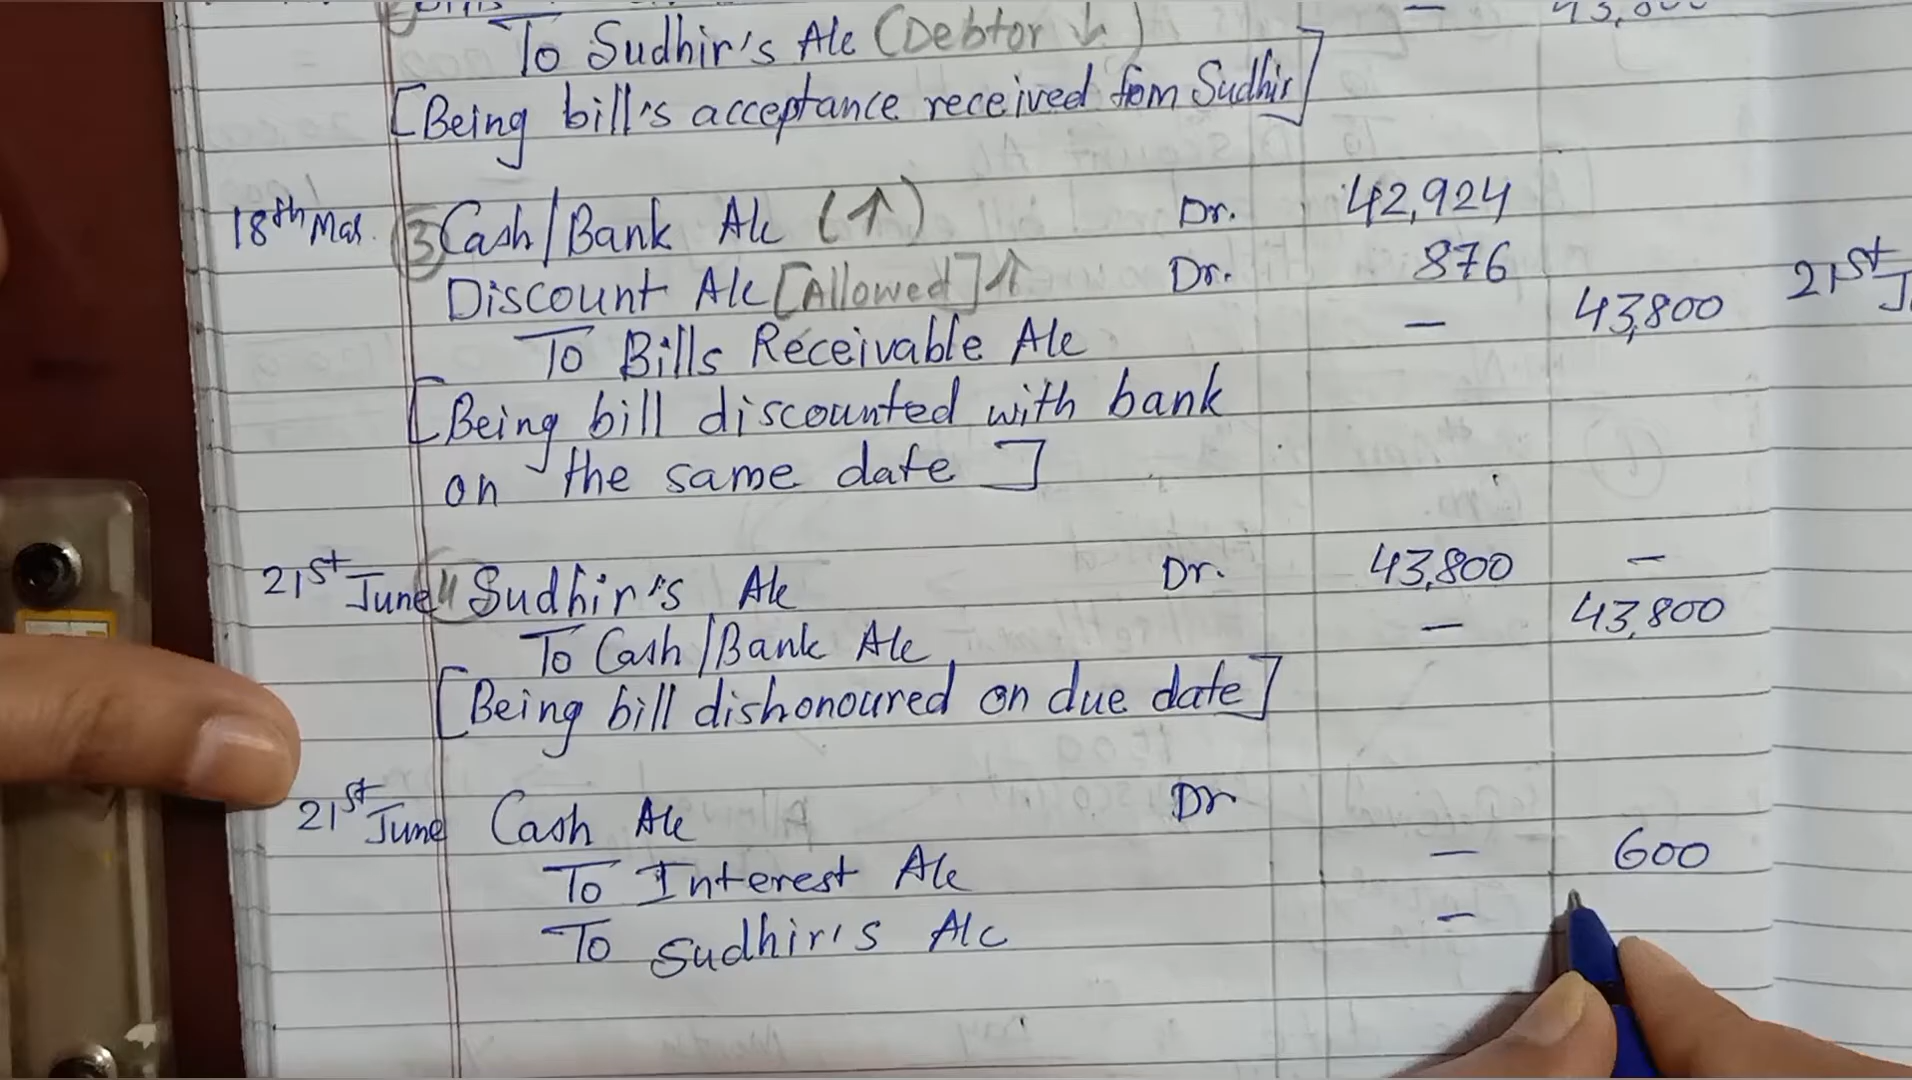 To Sudhir's A/c (Debtor ↓)
[Being bill's acceptance received fom Sudhir]
18th Mar. ③ Cash/Bank A/c (↑) Dr. 42,924
Discount A/c [Allowed] ↑ Dr. 876
To Bills Receivable A/c — 43,800
[Being bill discounted with bank
on the same date]
21st June Sudhir's A/c Dr. 43,800 —
To Cash/Bank A/c — 43,800
[Being bill dishonoured on due date]
21st June Cash A/c Dr
To Interest A/c — 600
To Sudhir's A/c —
21st